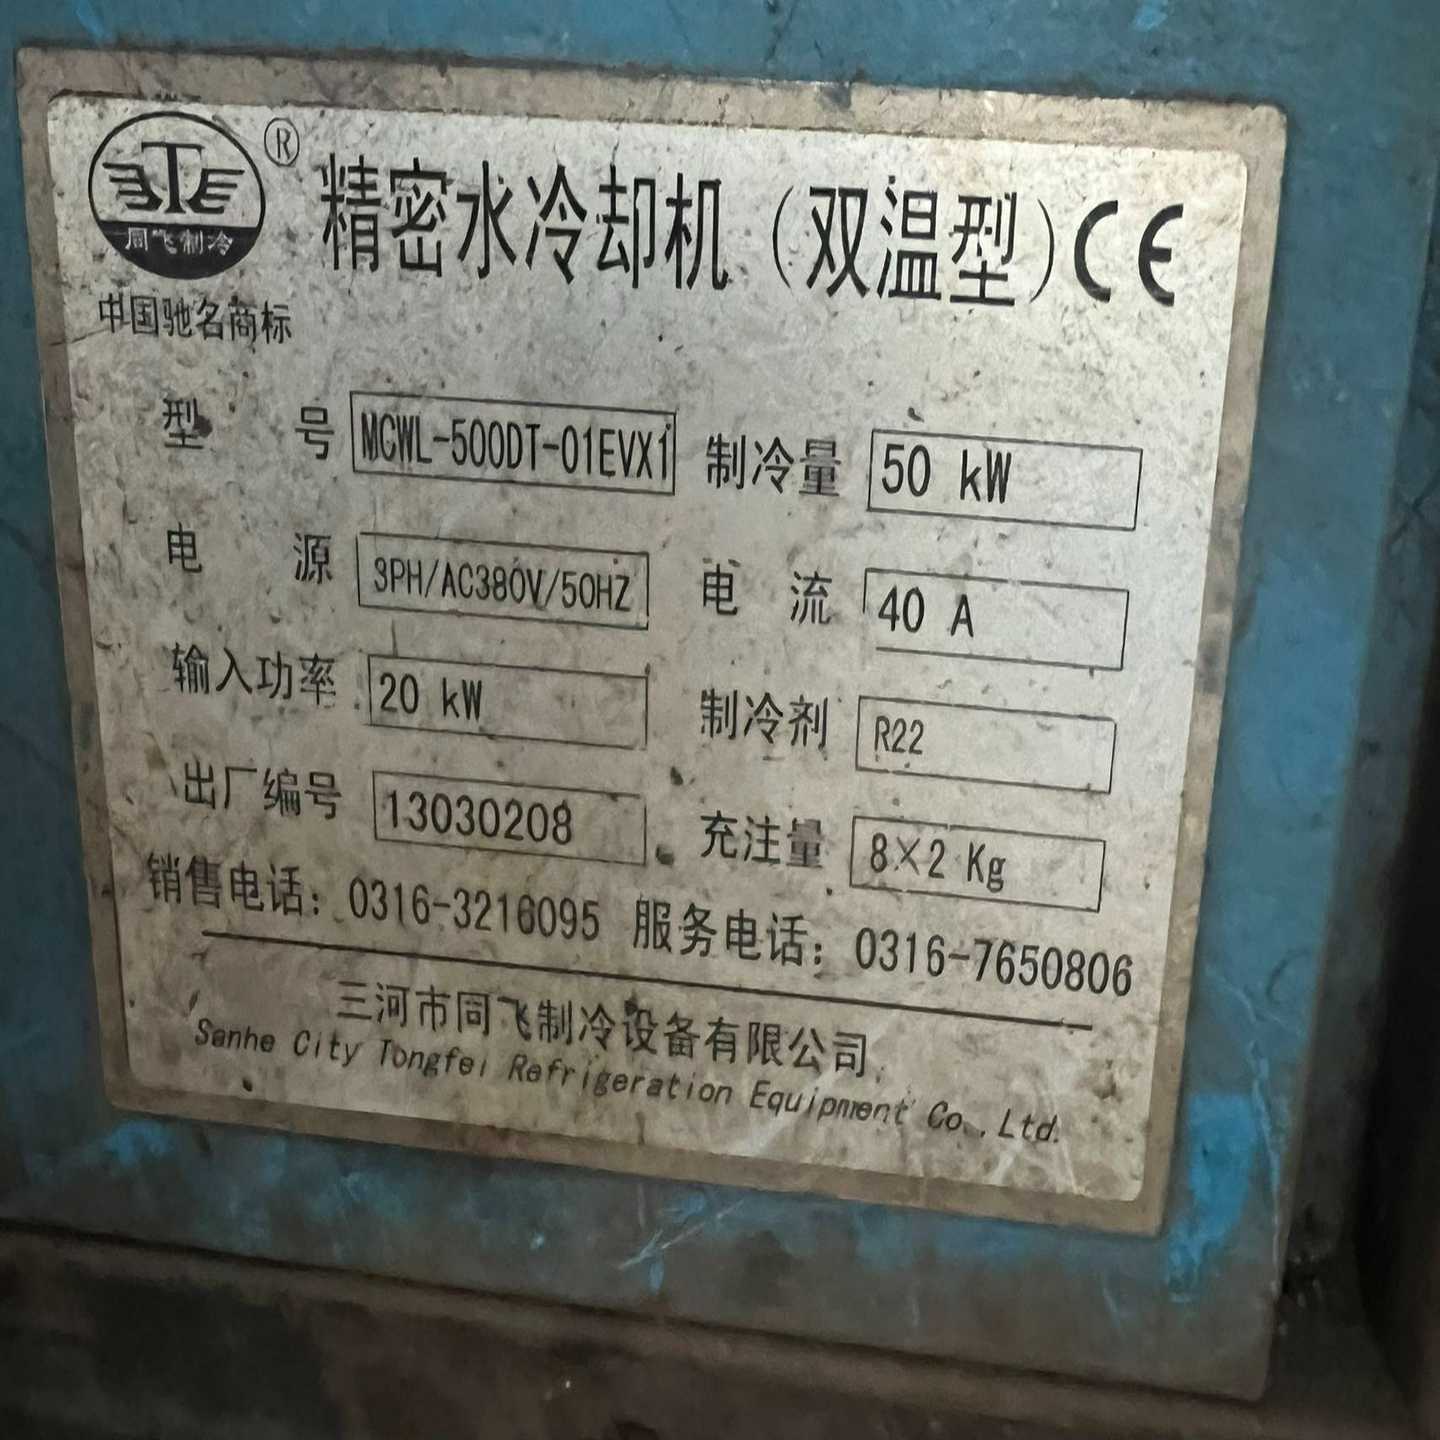 ® 精密水冷却机（双温型）CE
同飞制冷
中国驰名商标
型 号 MCWL-500DT-01EVX1 制冷量 50 kW
电 源 3PH/AC380V/50HZ 电 流 40 A
输入功率 20 kW 制冷剂 R22
出厂编号 13030208 充注量 8×2 Kg
销售电话：0316-3216095 服务电话：0316-7650806
三河市同飞制冷设备有限公司
Sanhe City Tongfei Refrigeration Equipment Co.,Ltd.